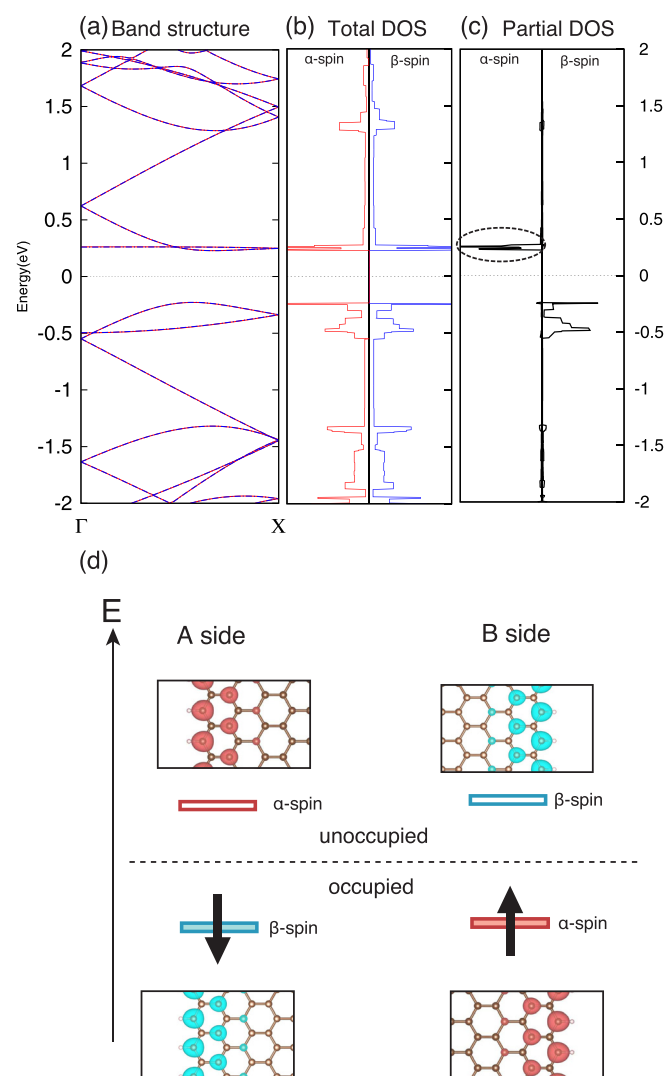 (a) Band structure (b) Total DOS (c) Partial DOS
α-spin β-spin α-spin β-spin
2 2
1.5 1.5
1 1
0.5 0.5
0 0
-0.5 -0.5
-1 -1
-1.5 -1.5
-2 -2
Energy(eV)
Γ X
(d)
E
A side B side
α-spin β-spin
unoccupied
occupied
β-spin α-spin